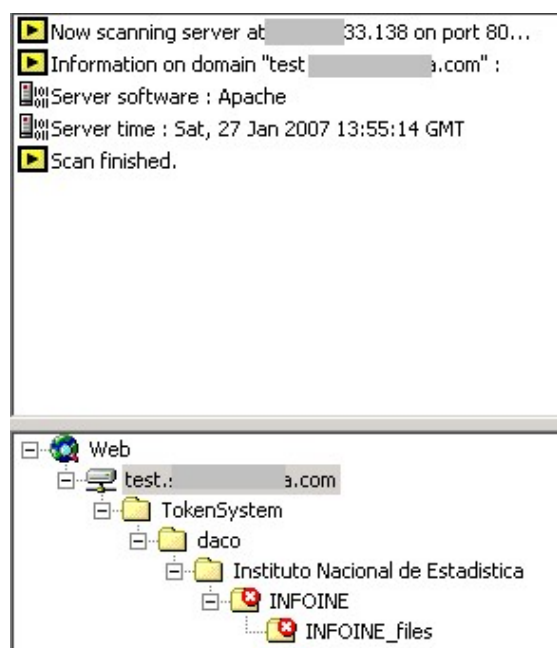 Now scanning server at 33.138 on port 80...
Information on domain "test a.com" :
Server software : Apache
Server time : Sat, 27 Jan 2007 13:55:14 GMT
Scan finished.
Web
test. a.com
TokenSystem
daco
Instituto Nacional de Estadistica
INFOINE
INFOINE_files